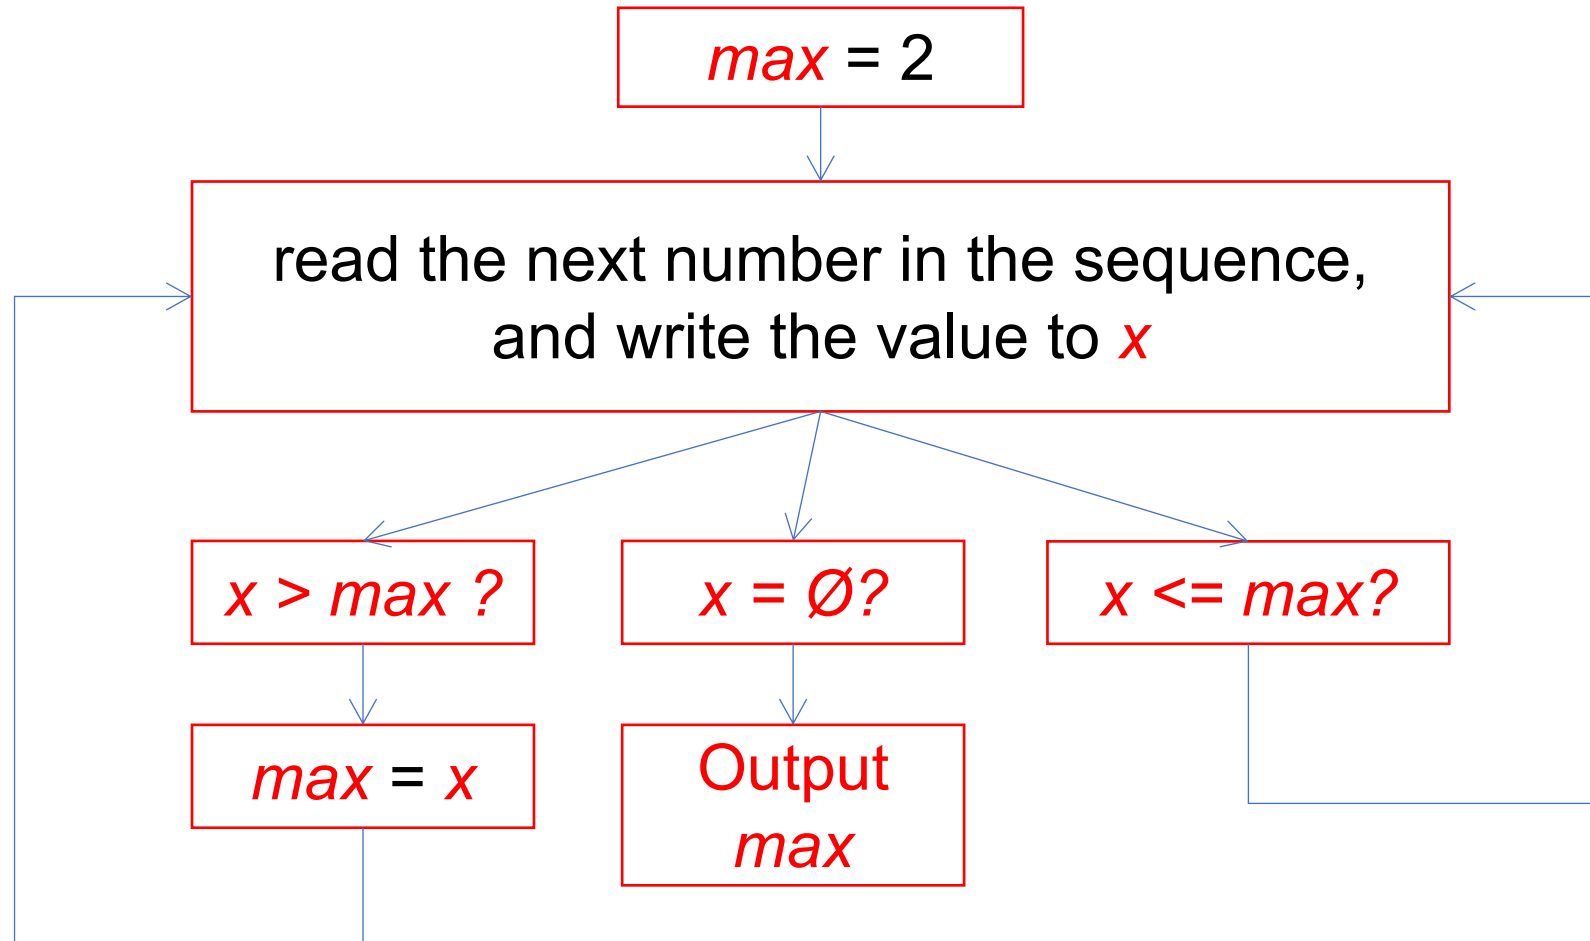 max = 2
read the next number in the sequence,
and write the value to x
x > max ?
x = Ø?
x <= max?
max = x
Output
max